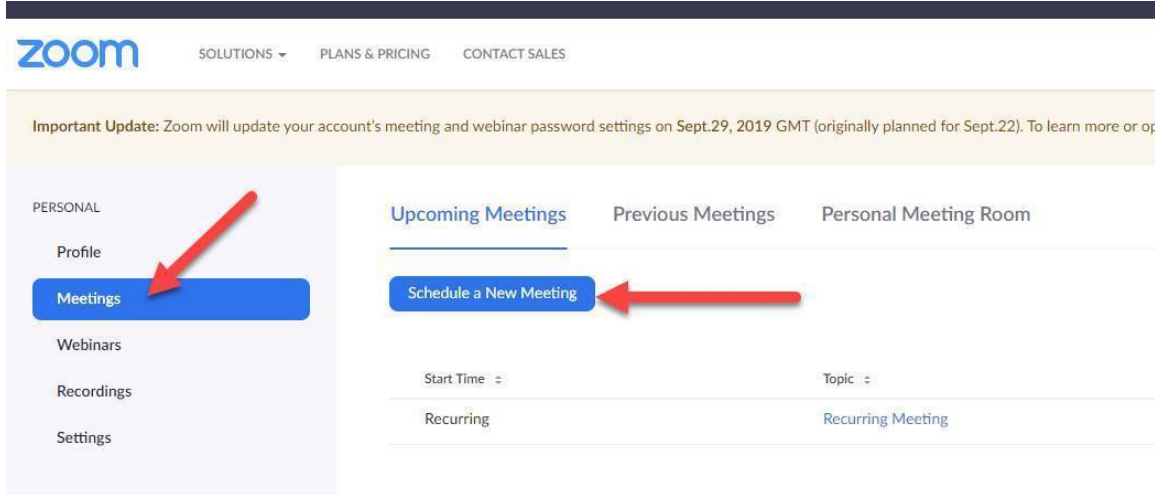 zoom SOLUTIONS PLANS & PRICING CONTACT SALES
Important Update: Zoom will update your account's meeting and webinar password settings on Sept.29, 2019 GMT (originally planned for Sept.22). To learn more or
PERSONAL
Profile
Meetings
Webinars
Recordings
Settings
Upcoming Meetings Previous Meetings Personal Meeting Room
Schedule a New Meeting
Start Time Topic
Recurring Recurring Meeting